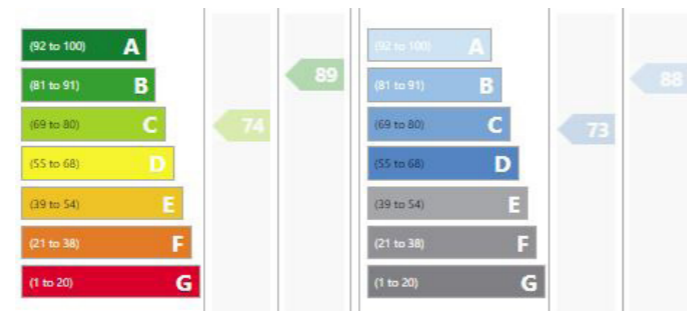 (92 to 100) A
(81 to 91) B
(69 to 80) C
(55 to 68) D
(39 to 54) E
(21 to 38) F
(1 to 20) G
74
89
(92 to 100) A
(81 to 91) B
(69 to 80) C
(55 to 68) D
(39 to 54) E
(21 to 38) F
(1 to 20) G
73
88